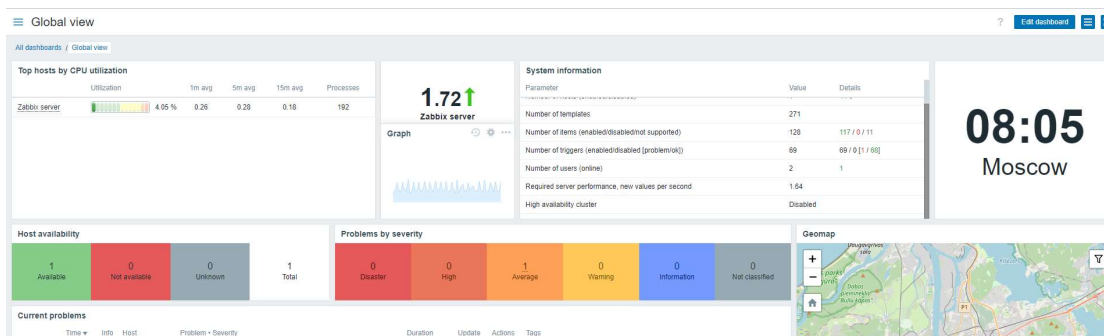 Global view
? Edit dashboard
All dashboards / Global view
Top hosts by CPU utilization
Utilization 1m avg 5m avg 15m avg Processes
Zabbix server 4.05 % 0.26 0.28 0.18 192
1.72
Zabbix server
Graph
System information
Parameter Value Details
Number of templates 271
Number of items (enabled/disabled/not supported) 128 117 / 0 / 11
Number of triggers (enabled/disabled [problem/ok]) 69 69 / 0 [1 / 68]
Number of users (online) 2 1
Required server performance, new values per second 1.64
High availability cluster Disabled
08:05
Moscow
Host availability
1 Available
0 Not available
0 Unknown
1 Total
Problems by severity
0 Disaster
0 High
1 Average
0 Warning
0 Information
0 Not classified
Geomap
+
−
Daugavgrīvas
sala
parks
Dabas
piemineklis
P1
Current problems
Time Info Host Problem • Severity Duration Update Actions Tags